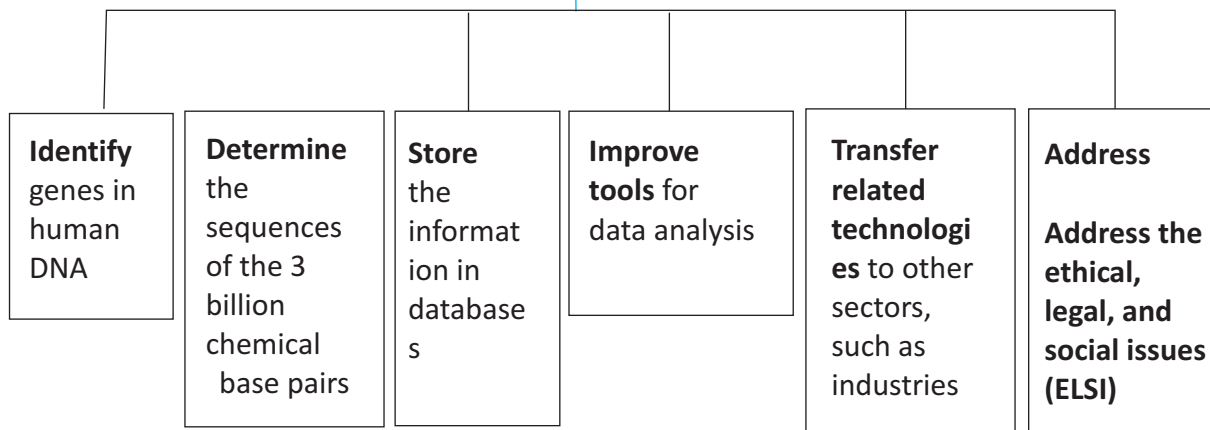 Identify
genes in
human
DNA
Determine
the
sequences
of the 3
billion
chemical
base pairs
Store
the
informat
ion in
database
s
Improve
tools for
data analysis
Transfer
related
technologi
es to other
sectors,
such as
industries
Address
Address the
ethical,
legal, and
social issues
(ELSI)